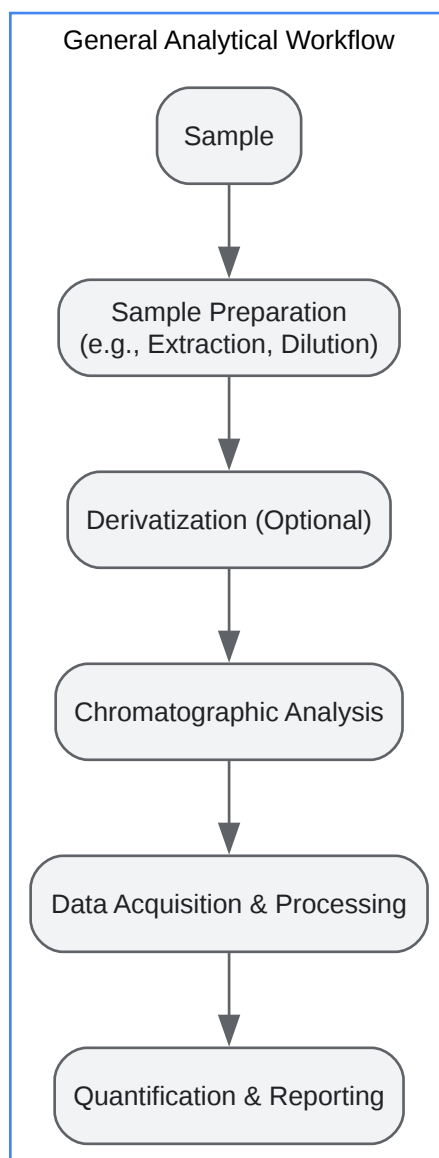 General Analytical Workflow
Sample
Sample Preparation
(e.g., Extraction, Dilution)
Derivatization (Optional)
Chromatographic Analysis
Data Acquisition & Processing
Quantification & Reporting